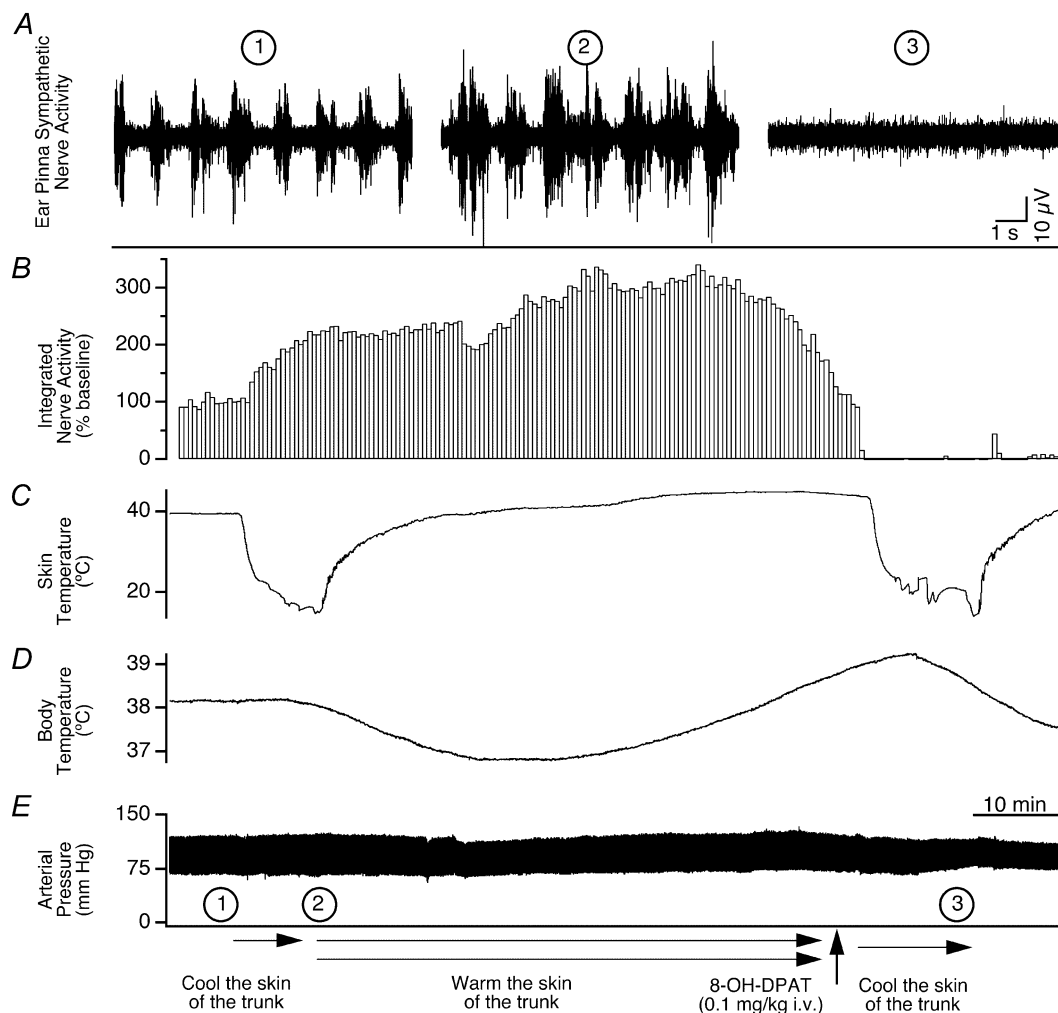 A
1
2
3
Ear Pinna Sympathetic
Nerve Activity
1 s
10 µV
B
Integrated
Nerve Activity
(% baseline)
300
200
100
0
C
Skin
Temperature
(ºC)
40
20
D
Body
Temperature
(ºC)
39
38
37
E
Arterial
Pressure
(mm Hg)
150
75
0
10 min
1
2
3
Cool the skin
of the trunk
Warm the skin
of the trunk
8-OH-DPAT
(0.1 mg/kg i.v.)
Cool the skin
of the trunk